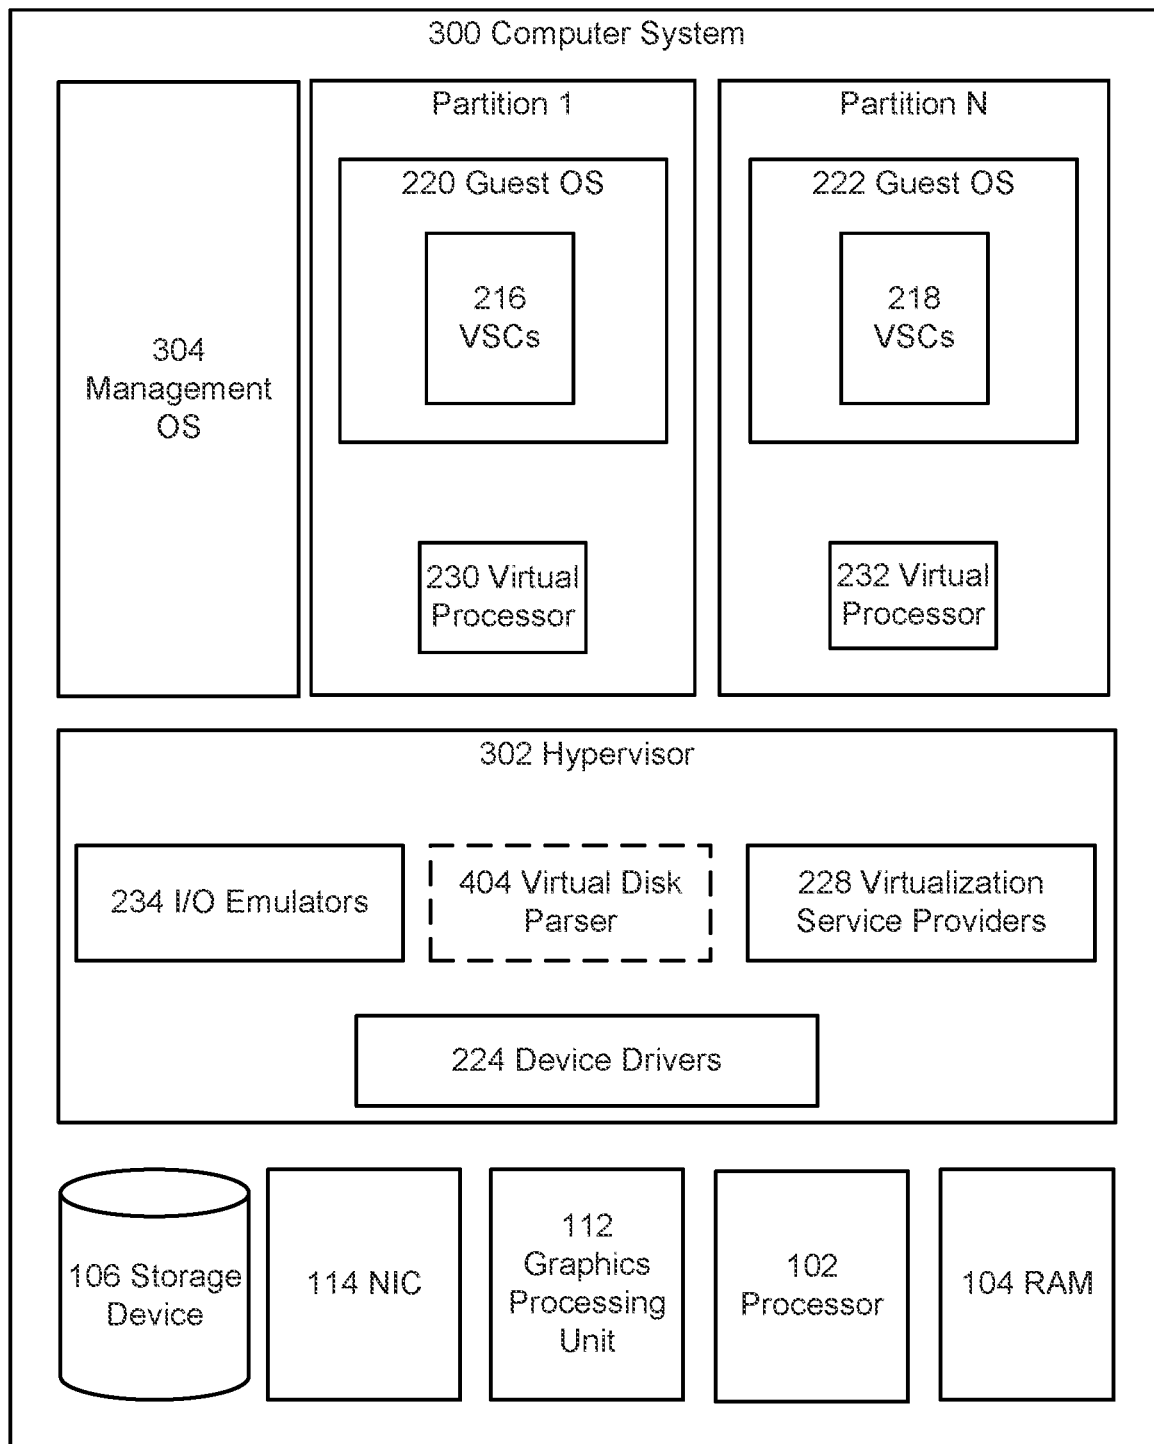 300 Computer System
304
Management
OS
Partition 1
220 Guest OS
216
VSCs
230 Virtual
Processor
Partition N
222 Guest OS
218
VSCs
232 Virtual
Processor
302 Hypervisor
234 I/O Emulators
404 Virtual Disk
Parser
228 Virtualization
Service Providers
224 Device Drivers
106 Storage
Device
114 NIC
112
Graphics
Processing
Unit
102
Processor
104 RAM